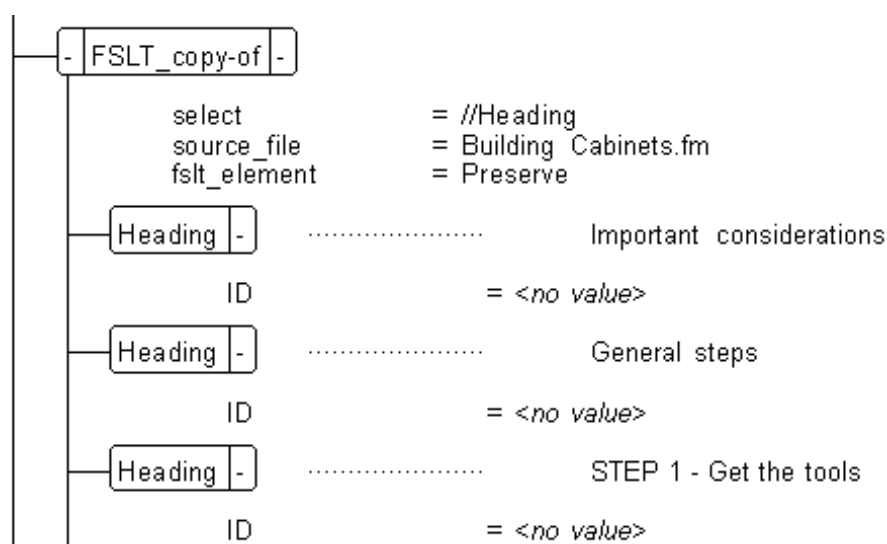 - FSLT_copy-of -
select = //Heading
source_file = Building Cabinets.fm
fslt_element = Preserve
Heading - ..................... Important considerations
ID = <no value>
Heading - ..................... General steps
ID = <no value>
Heading - ..................... STEP 1 - Get the tools
ID = <no value>